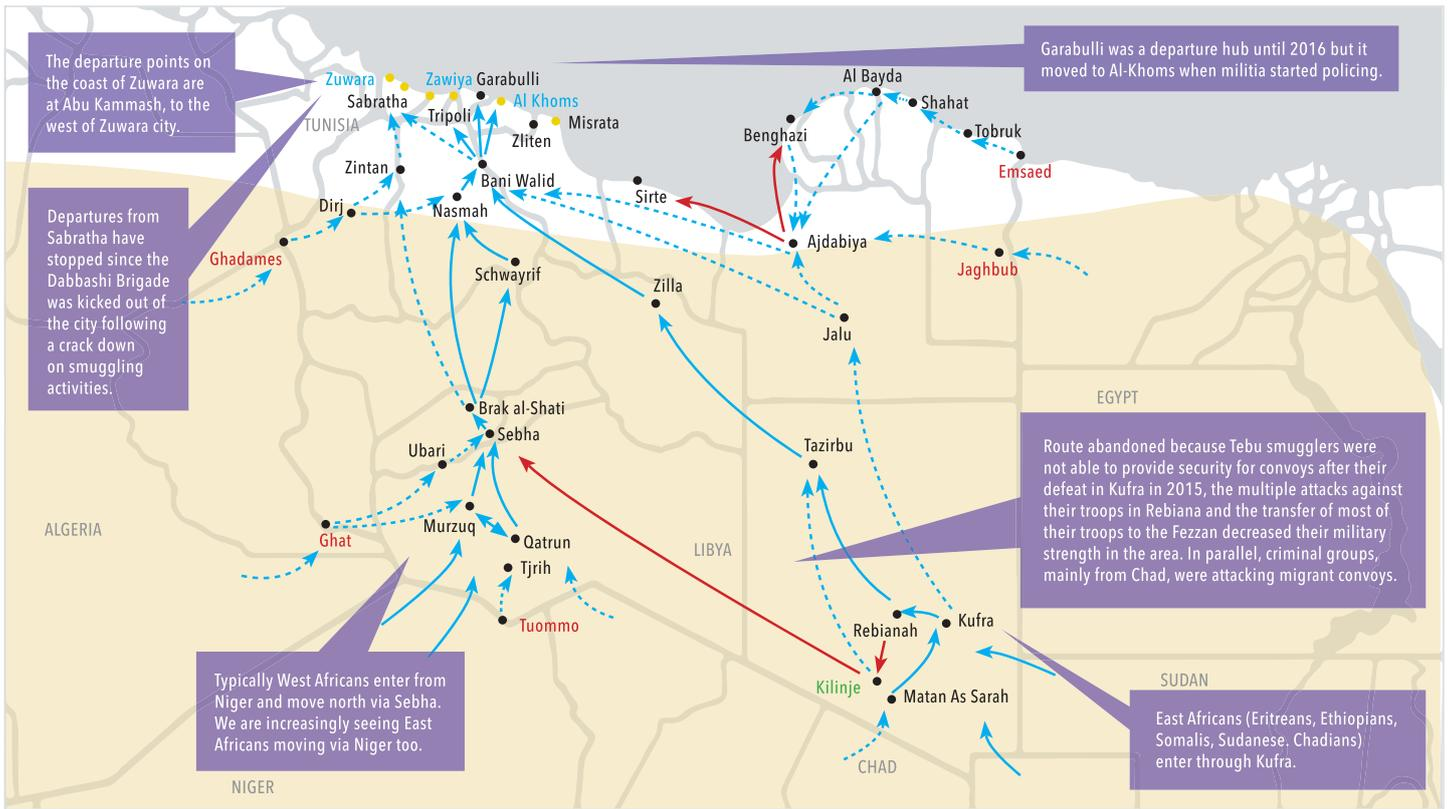 The departure points on
the coast of Zuwara are
at Abu Kammash, to the
west of Zuwara city.
Garabulli was a departure hub until 2016 but it
moved to Al-Khoms when militia started policing.
Zuwara
Zawiya
Garabulli
Sabratha
Tripoli
Al Khoms
Misrata
Zliten
TUNISIA
Al Bayda
Shahat
Benghazi
Tobruk
Emsaed
Zintan
Bani Walid
Sirte
Dirj
Nasmah
Ajdabiya
Ghadames
Schwayrif
Jaghbub
Zilla
Jalu
Departures from
Sabratha have
stopped since the
Dabbashi Brigade
was kicked out of
the city following
a crack down
on smuggling
activities.
EGYPT
Brak al-Shati
Sebha
Ubari
Tazirbu
Route abandoned because Tebu smugglers were
not able to provide security for convoys after their
defeat in Kufra in 2015, the multiple attacks against
their troops in Rebiana and the transfer of most of
their troops to the Fezzan decreased their military
strength in the area. In parallel, criminal groups,
mainly from Chad, were attacking migrant convoys.
ALGERIA
Ghat
Murzuq
Qatrun
LIBYA
Tjrih
Tuommo
Rebianah
Kufra
Kilinje
Matan As Sarah
SUDAN
Typically West Africans enter from
Niger and move north via Sebha.
We are increasingly seeing East
Africans moving via Niger too.
East Africans (Eritreans, Ethiopians,
Somalis, Sudanese. Chadians)
enter through Kufra.
CHAD
NIGER